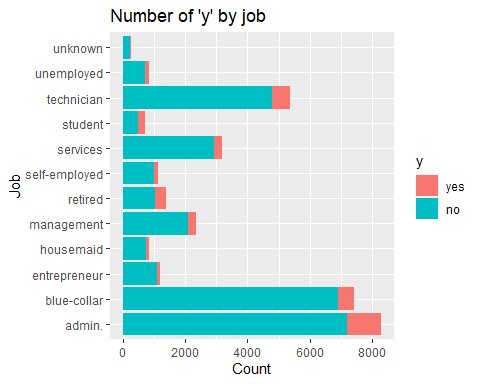 Number of 'y' by job
unknown
unemployed
technician
student
services
self-employed
retired
management
housemaid
entrepreneur
blue-collar
admin.
Job
0 2000 4000 6000 8000
Count
y
yes
no